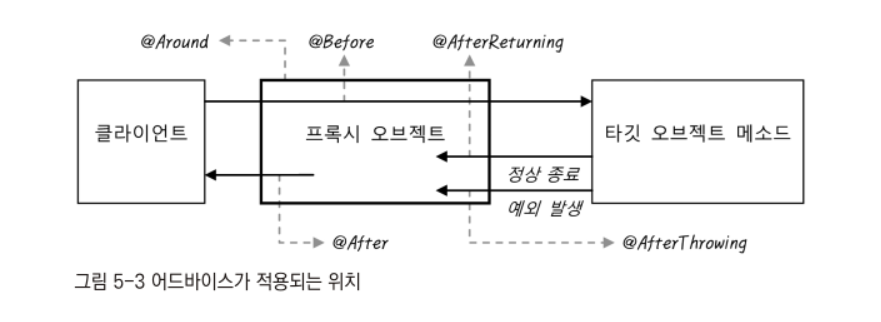 @Around @Before @AfterReturning
클라이언트 프록시 오브젝트 타깃 오브젝트 메소드
정상 종료
예외 발생
@After @AfterThrowing
그림 5-3 어드바이스가 적용되는 위치